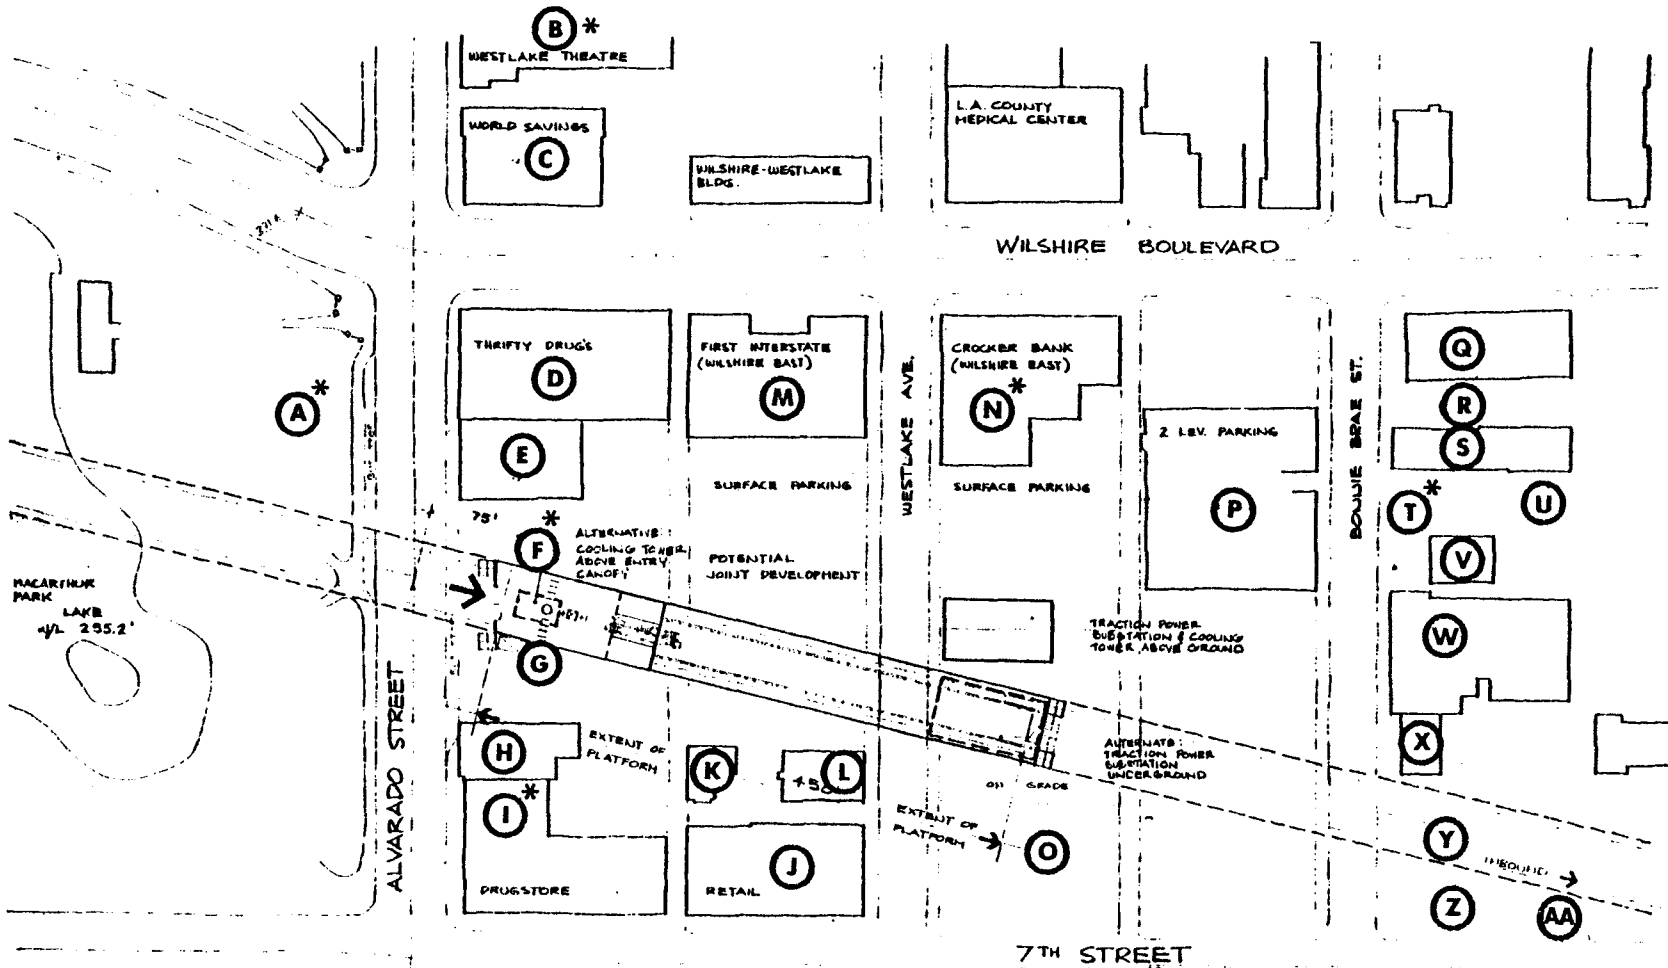 B *
WESTLAKE THEATRE
WORLD SAVINGS
C
WILSHIRE-WESTLAKE
BLDG.
L.A. COUNTY
MEDICAL CENTER
WILSHIRE BOULEVARD
A *
THRIFTY DRUG'S
D
E
FIRST INTERSTATE
(WILSHIRE EAST)
M
SURFACE PARKING
WESTLAKE AVE.
CROCKER BANK
(WILSHIRE EAST)
N *
SURFACE PARKING
2 LEV. PARKING
P
BONNIE BRAE ST.
Q
R
S
T *
U
V
W
X
75'
F *
ALTERNATIVE:
COOLING TOWER
ABOVE ENTRY
CANOPY
POTENTIAL
JOINT DEVELOPMENT
MACARTHUR
PARK
LAKE
W/L 255.2'
G
TRACTION POWER
SUBSTATION & COOLING
TOWER ABOVE GROUND
ALVARADO STREET
H
EXTENT OF
PLATFORM
I *
DRUGSTORE
K
L
J
RETAIL
ALTERNATE:
TRACTION POWER
SUBSTATION
UNDERGROUND
GRADE
EXTENT OF
PLATFORM
O
Y
INBOUND
Z
AA
7TH STREET